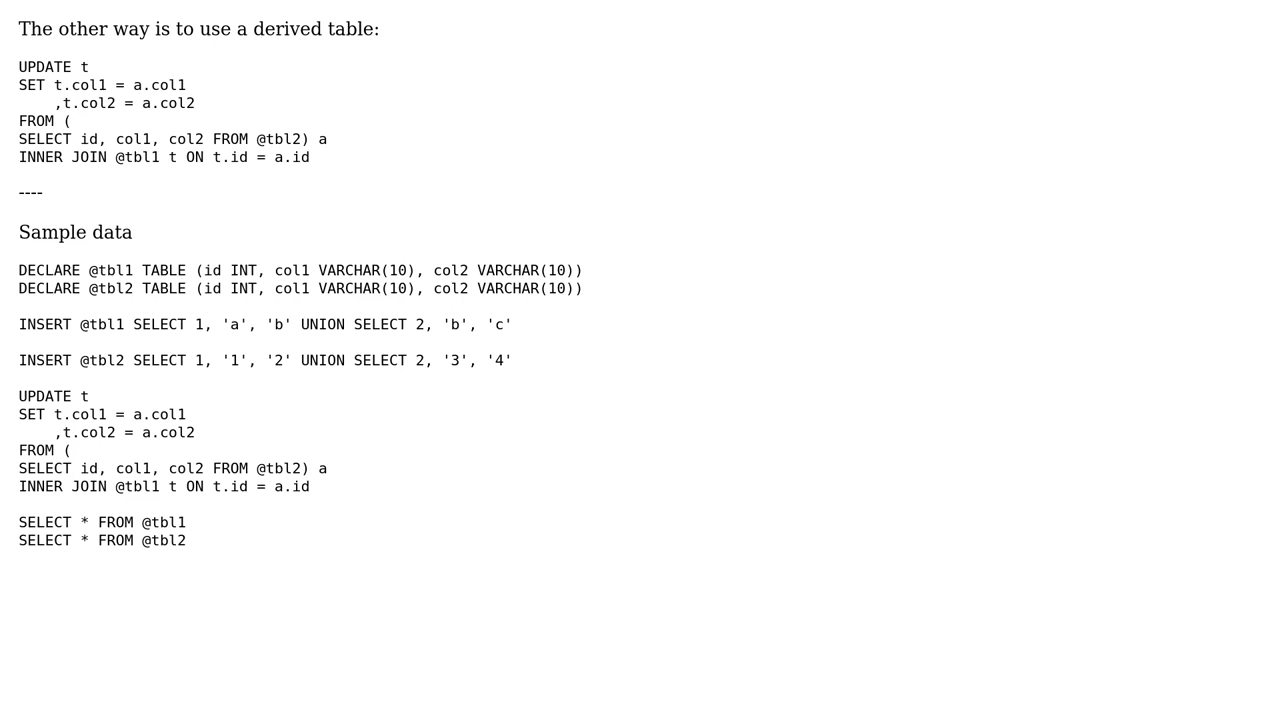 The other way is to use a derived table:
UPDATE t
SET t.col1 = a.col1
    ,t.col2 = a.col2
FROM (
SELECT id, col1, col2 FROM @tbl2) a
INNER JOIN @tbl1 t ON t.id = a.id
----
Sample data
DECLARE @tbl1 TABLE (id INT, col1 VARCHAR(10), col2 VARCHAR(10))
DECLARE @tbl2 TABLE (id INT, col1 VARCHAR(10), col2 VARCHAR(10))
INSERT @tbl1 SELECT 1, 'a', 'b' UNION SELECT 2, 'b', 'c'
INSERT @tbl2 SELECT 1, '1', '2' UNION SELECT 2, '3', '4'
UPDATE t
SET t.col1 = a.col1
    ,t.col2 = a.col2
FROM (
SELECT id, col1, col2 FROM @tbl2) a
INNER JOIN @tbl1 t ON t.id = a.id
SELECT * FROM @tbl1
SELECT * FROM @tbl2